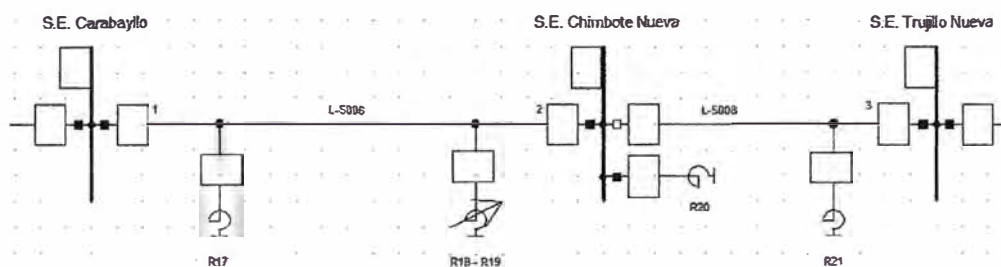 S.E. Carabayllo
S.E. Chimbote Nueva
S.E. Trujillo Nueva
1
L-5006
2
L-5008
3
R17
R18 - R19
R20
R21